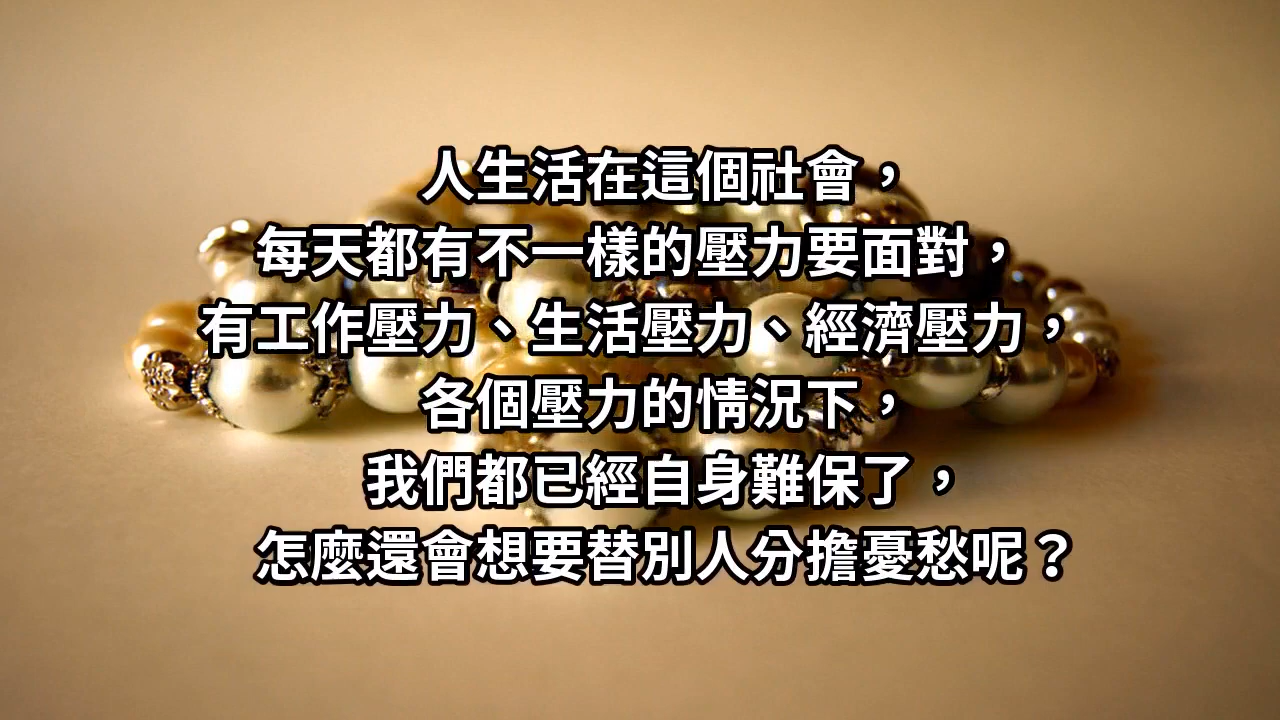 人生活在這個社會，
每天都有不一樣的壓力要面對，
有工作壓力、生活壓力、經濟壓力，
各個壓力的情況下，
我們都已經自身難保了，
怎麼還會想要替別人分擔憂愁呢？